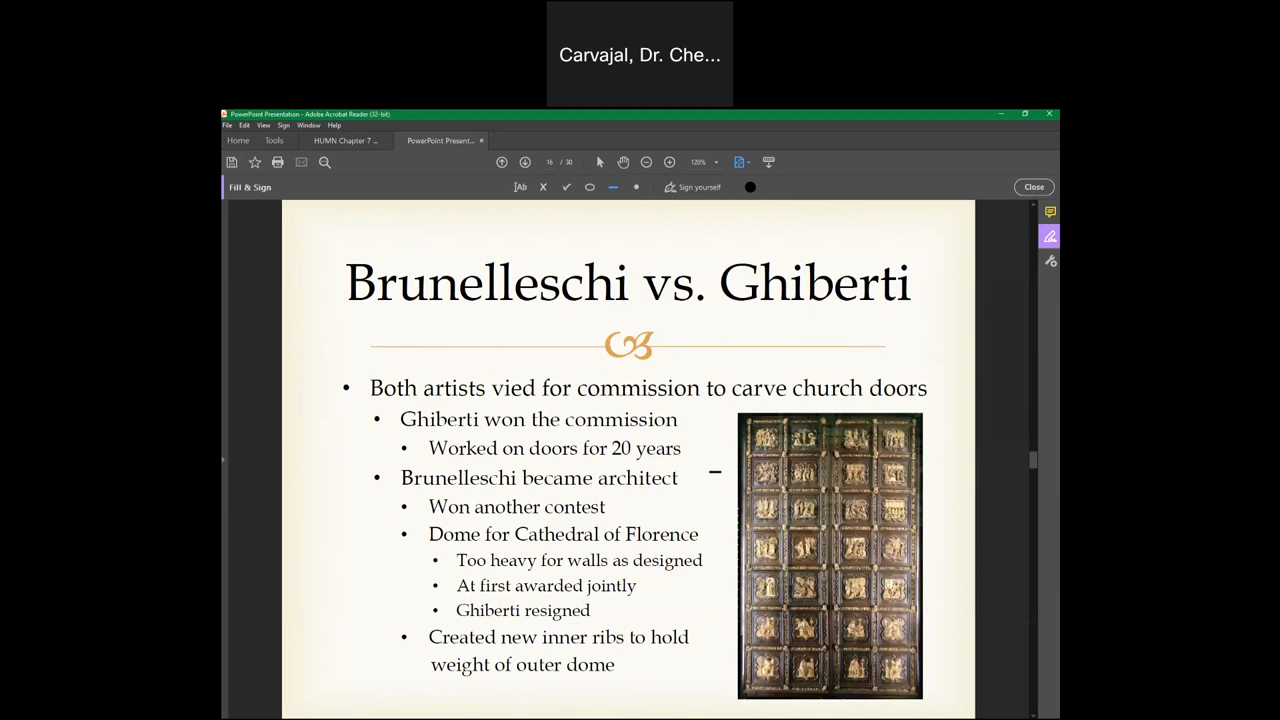 Carvajal, Dr. Che...
PowerPoint Presentation - Adobe Acrobat Reader (32-bit)
File Edit View Sign Window Help
Home Tools HUMN Chapter 7 ... PowerPoint Present... ×
16 / 30 120%
Fill & Sign Ab Sign yourself Close
Brunelleschi vs. Ghiberti
• Both artists vied for commission to carve church doors
• Ghiberti won the commission
• Worked on doors for 20 years
• Brunelleschi became architect
• Won another contest
• Dome for Cathedral of Florence
• Too heavy for walls as designed
• At first awarded jointly
• Ghiberti resigned
• Created new inner ribs to hold
weight of outer dome